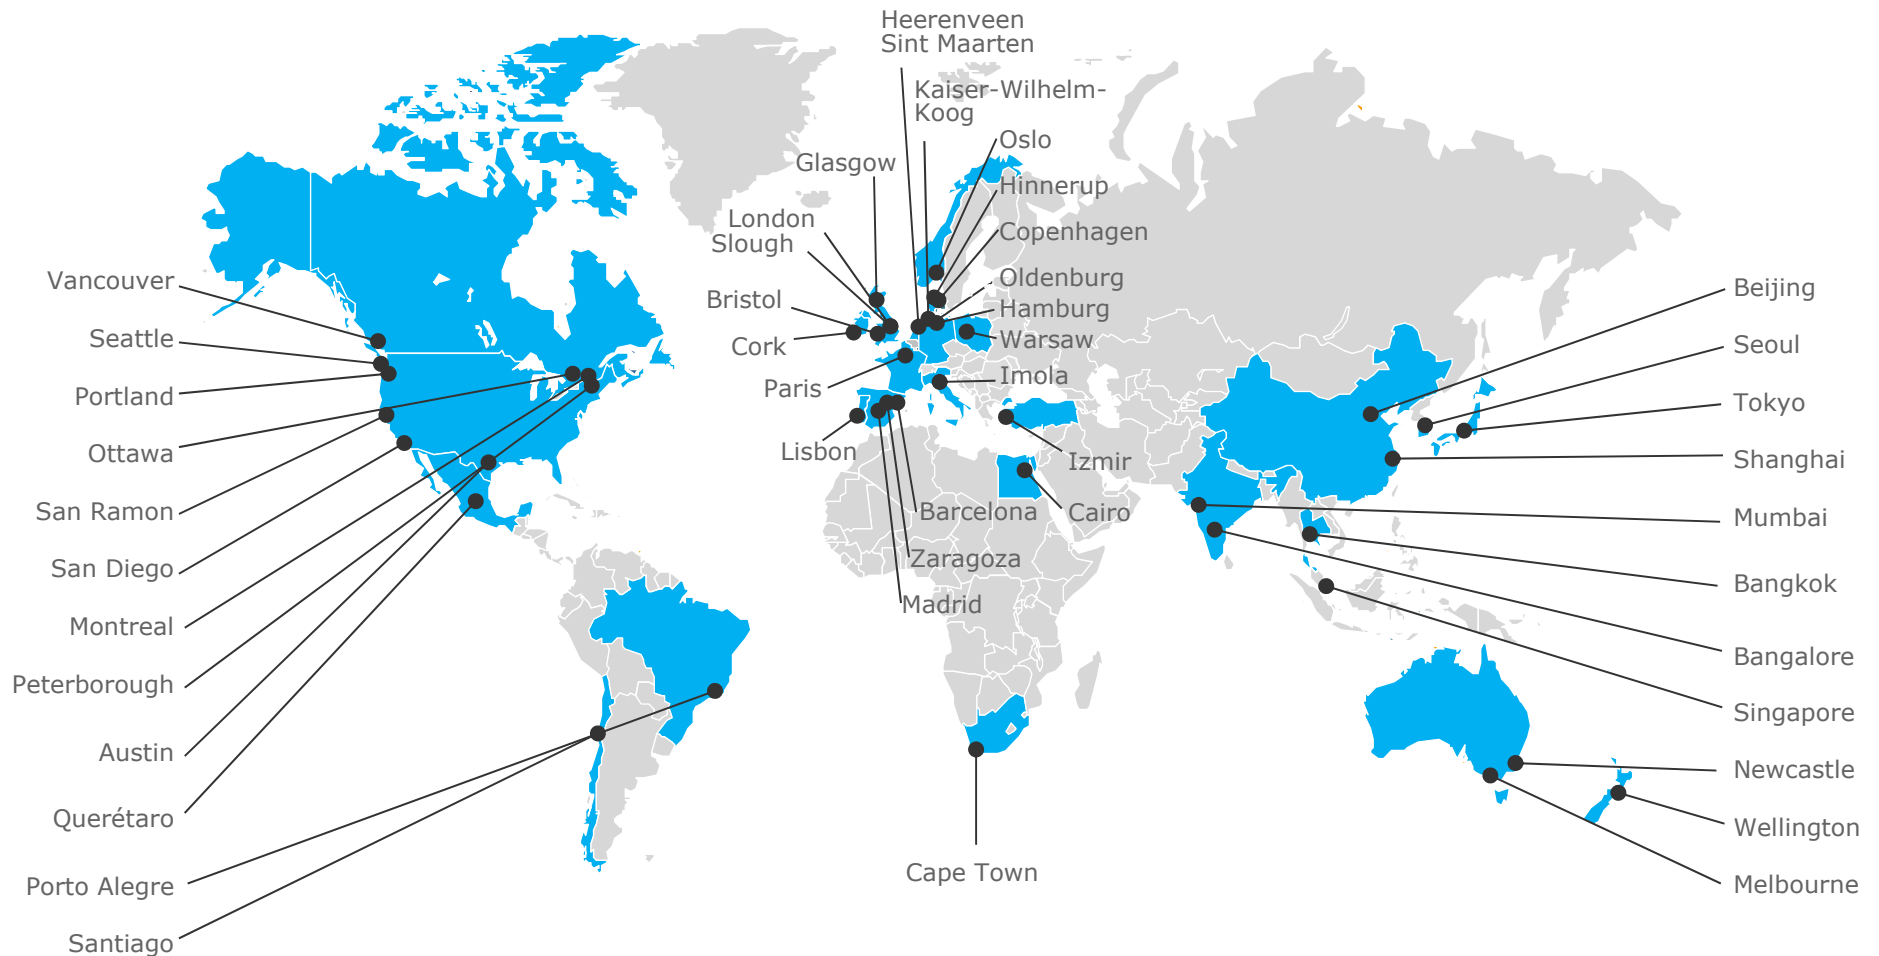 Heerenveen
Sint Maarten
Kaiser-Wilhelm-
Koog
Oslo
Glasgow
Hinnerup
London
Slough
Copenhagen
Oldenburg
Bristol
Hamburg
Cork
Warsaw
Paris
Imola
Lisbon
Izmir
Barcelona
Cairo
Zaragoza
Madrid
Cape Town
Vancouver
Seattle
Portland
Ottawa
San Ramon
San Diego
Montreal
Peterborough
Austin
Querétaro
Porto Alegre
Santiago
Beijing
Seoul
Tokyo
Shanghai
Mumbai
Bangkok
Bangalore
Singapore
Newcastle
Wellington
Melbourne